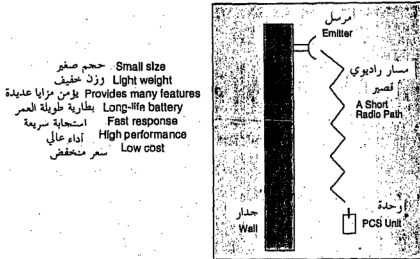 حجم صغير Small size
وزن خفيف Light weight
يؤمن مزايا عديدة Provides many features
بطارية طويلة العمر Long-life battery
استجابة سريعة Fast response
أداء عالي High performance
سعر منخفض Low cost
مرسل
Emitter
مسار راديوي
قصير
A Short
Radio Path
جدار
Wall
وحدة
PCS Unit